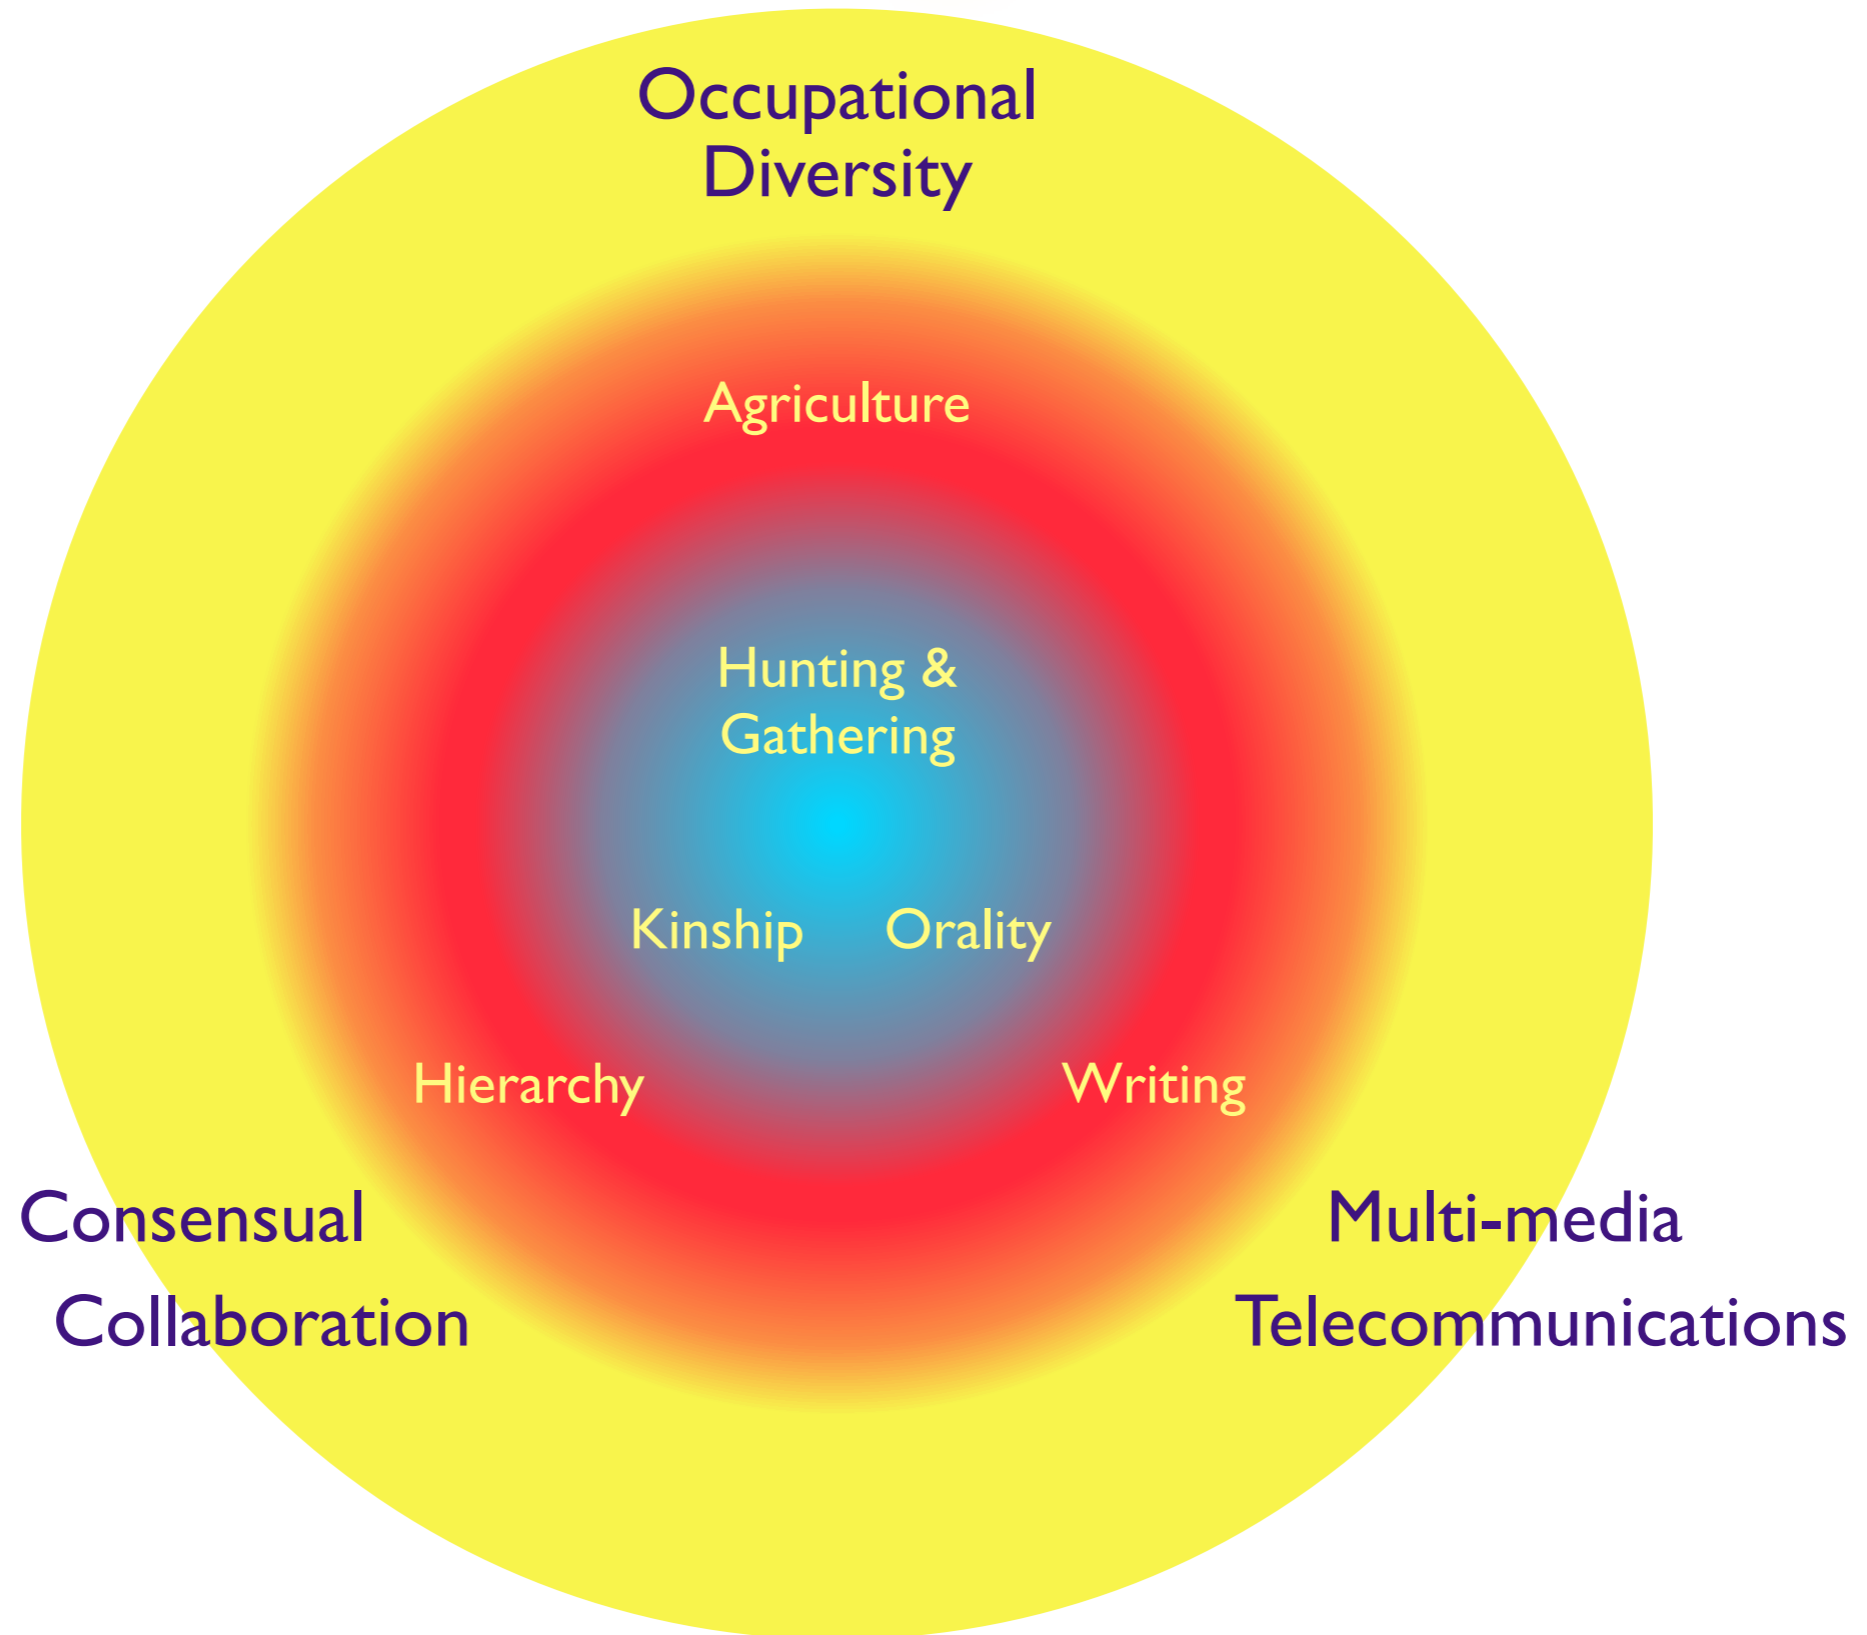 Occupational
Diversity
Agriculture
Hunting &
Gathering
Kinship
Orality
Hierarchy
Writing
Consensual
Collaboration
Multi-media
Telecommunications